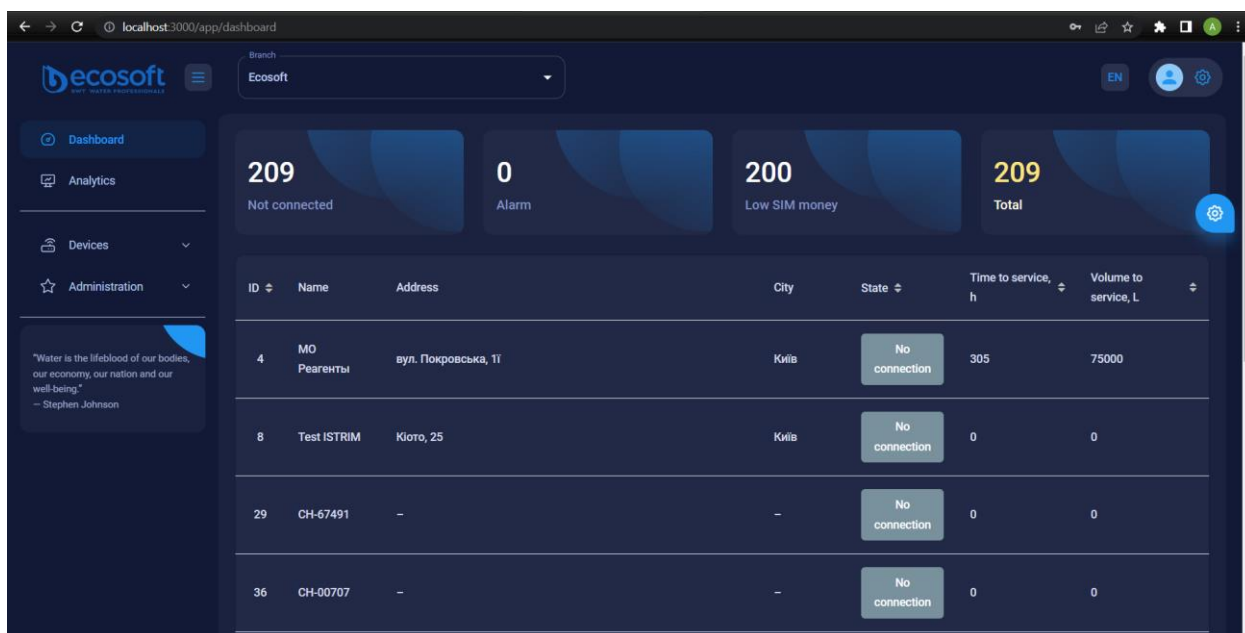 localhost:3000/app/dashboard
A
ecosoft
BWT WATER PROFESSIONALS
Branch
Ecosoft
EN
Dashboard
Analytics
Devices
Administration
"Water is the lifeblood of our bodies,
our economy, our nation and our
well-being."
– Stephen Johnson
209
Not connected
0
Alarm
200
Low SIM money
209
Total
ID Name Address City State Time to service, h Volume to service, L
4 МО Реагенты вул. Покровська, 1ї Київ No connection 305 75000
8 Test ISTRIM Кіото, 25 Київ No connection 0 0
29 CH-67491 – – No connection 0 0
36 CH-00707 – – No connection 0 0